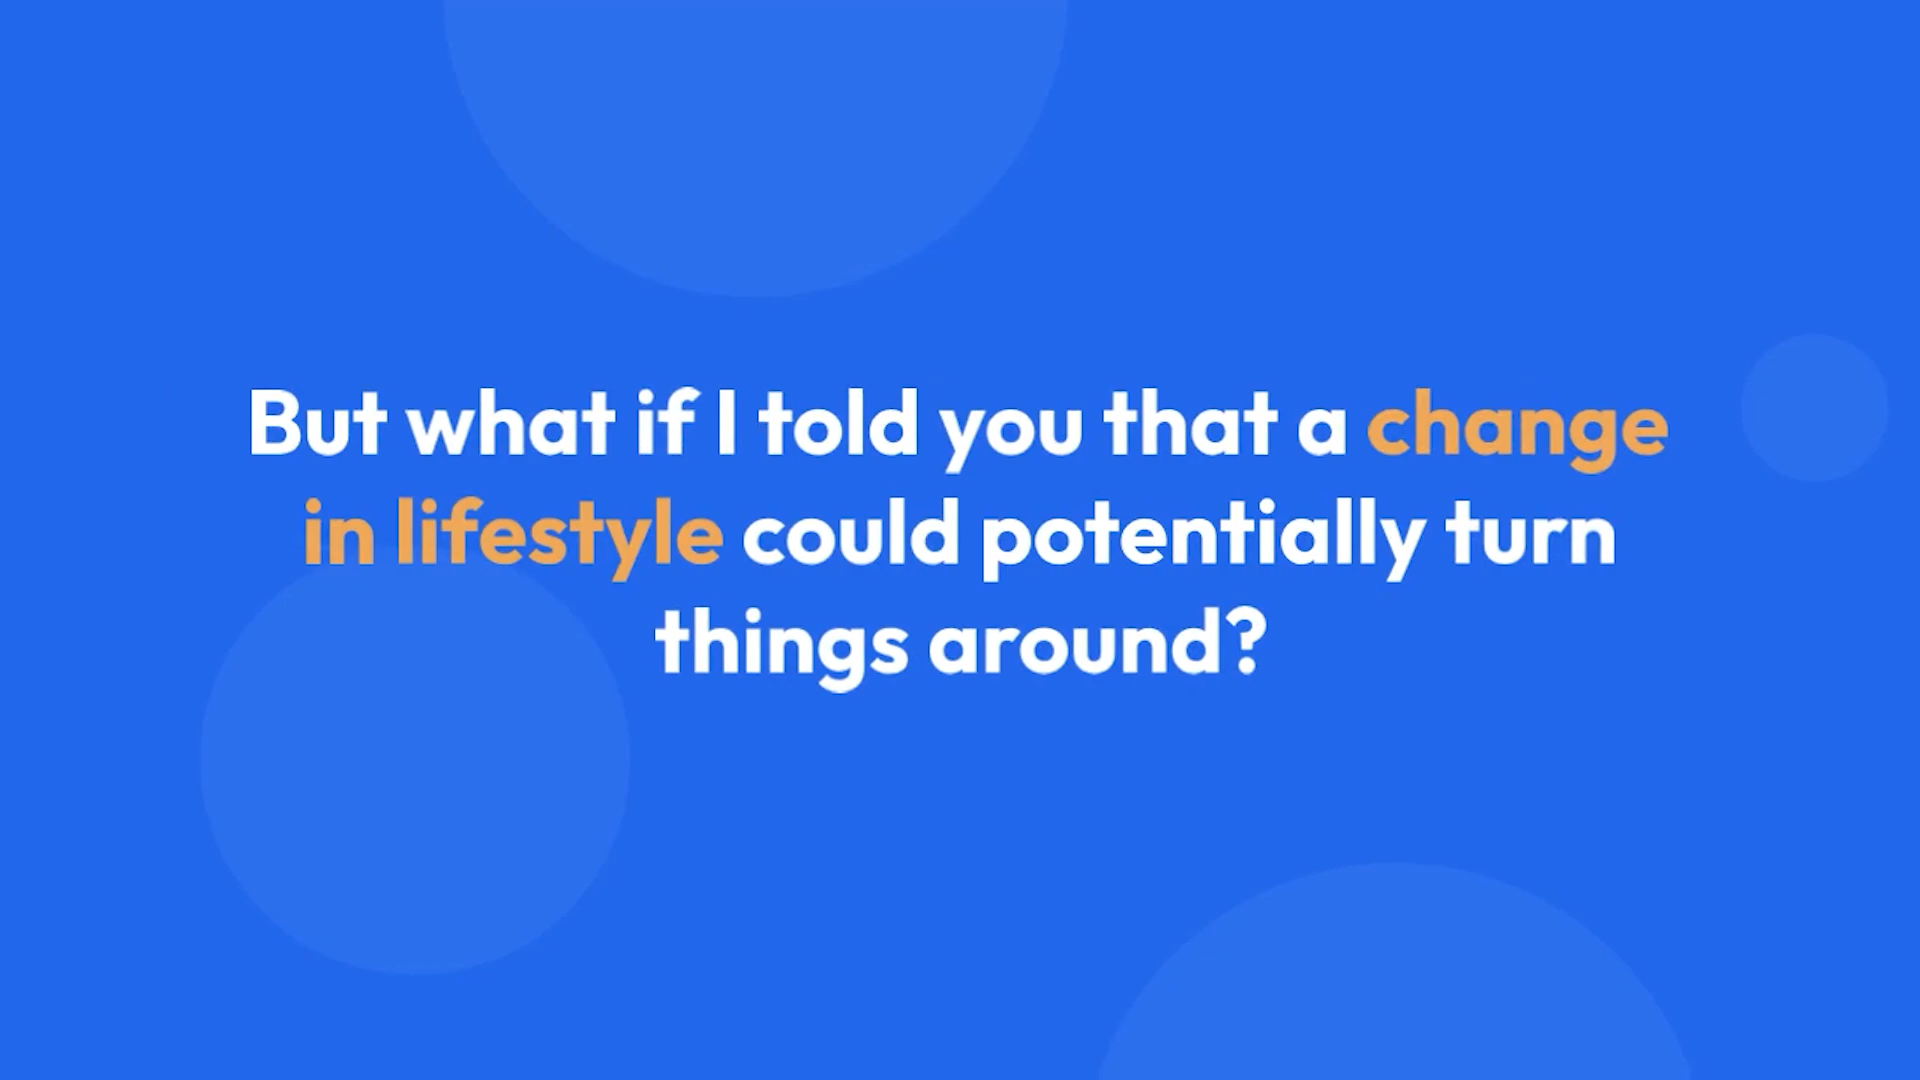 But what if I told you that a change
in lifestyle could potentially turn
things around?